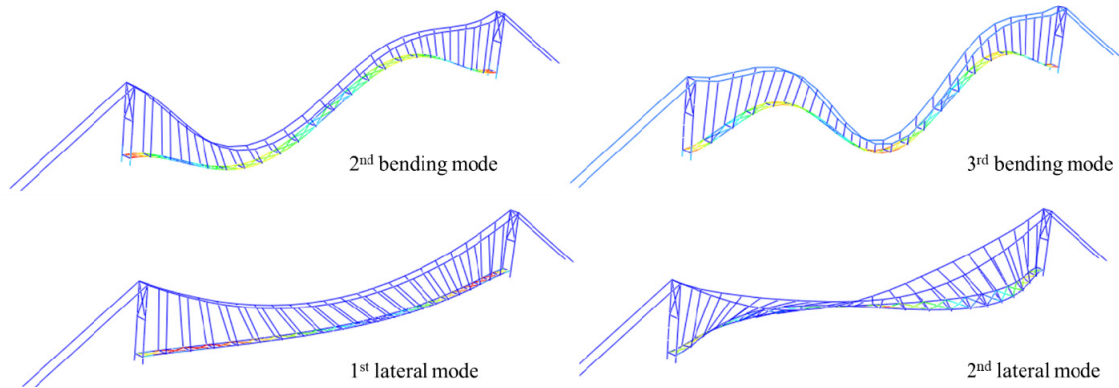 2nd bending mode
3rd bending mode
1st lateral mode
2nd lateral mode